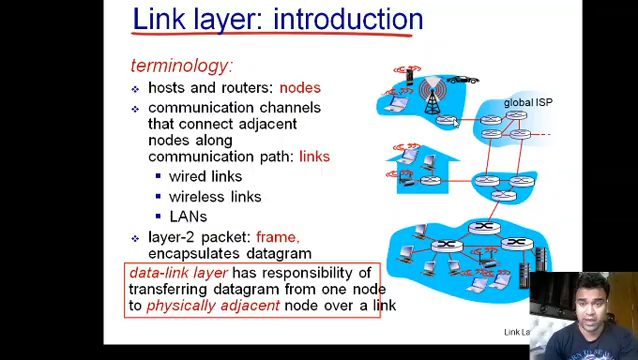 Link layer: introduction
terminology:
hosts and routers: nodes
communication channels
that connect adjacent
nodes along
communication path: links
wired links
wireless links
LANs
layer-2 packet: frame,
encapsulates datagram
data-link layer has responsibility of
transferring datagram from one node
to physically adjacent node over a link
global ISP
Link La